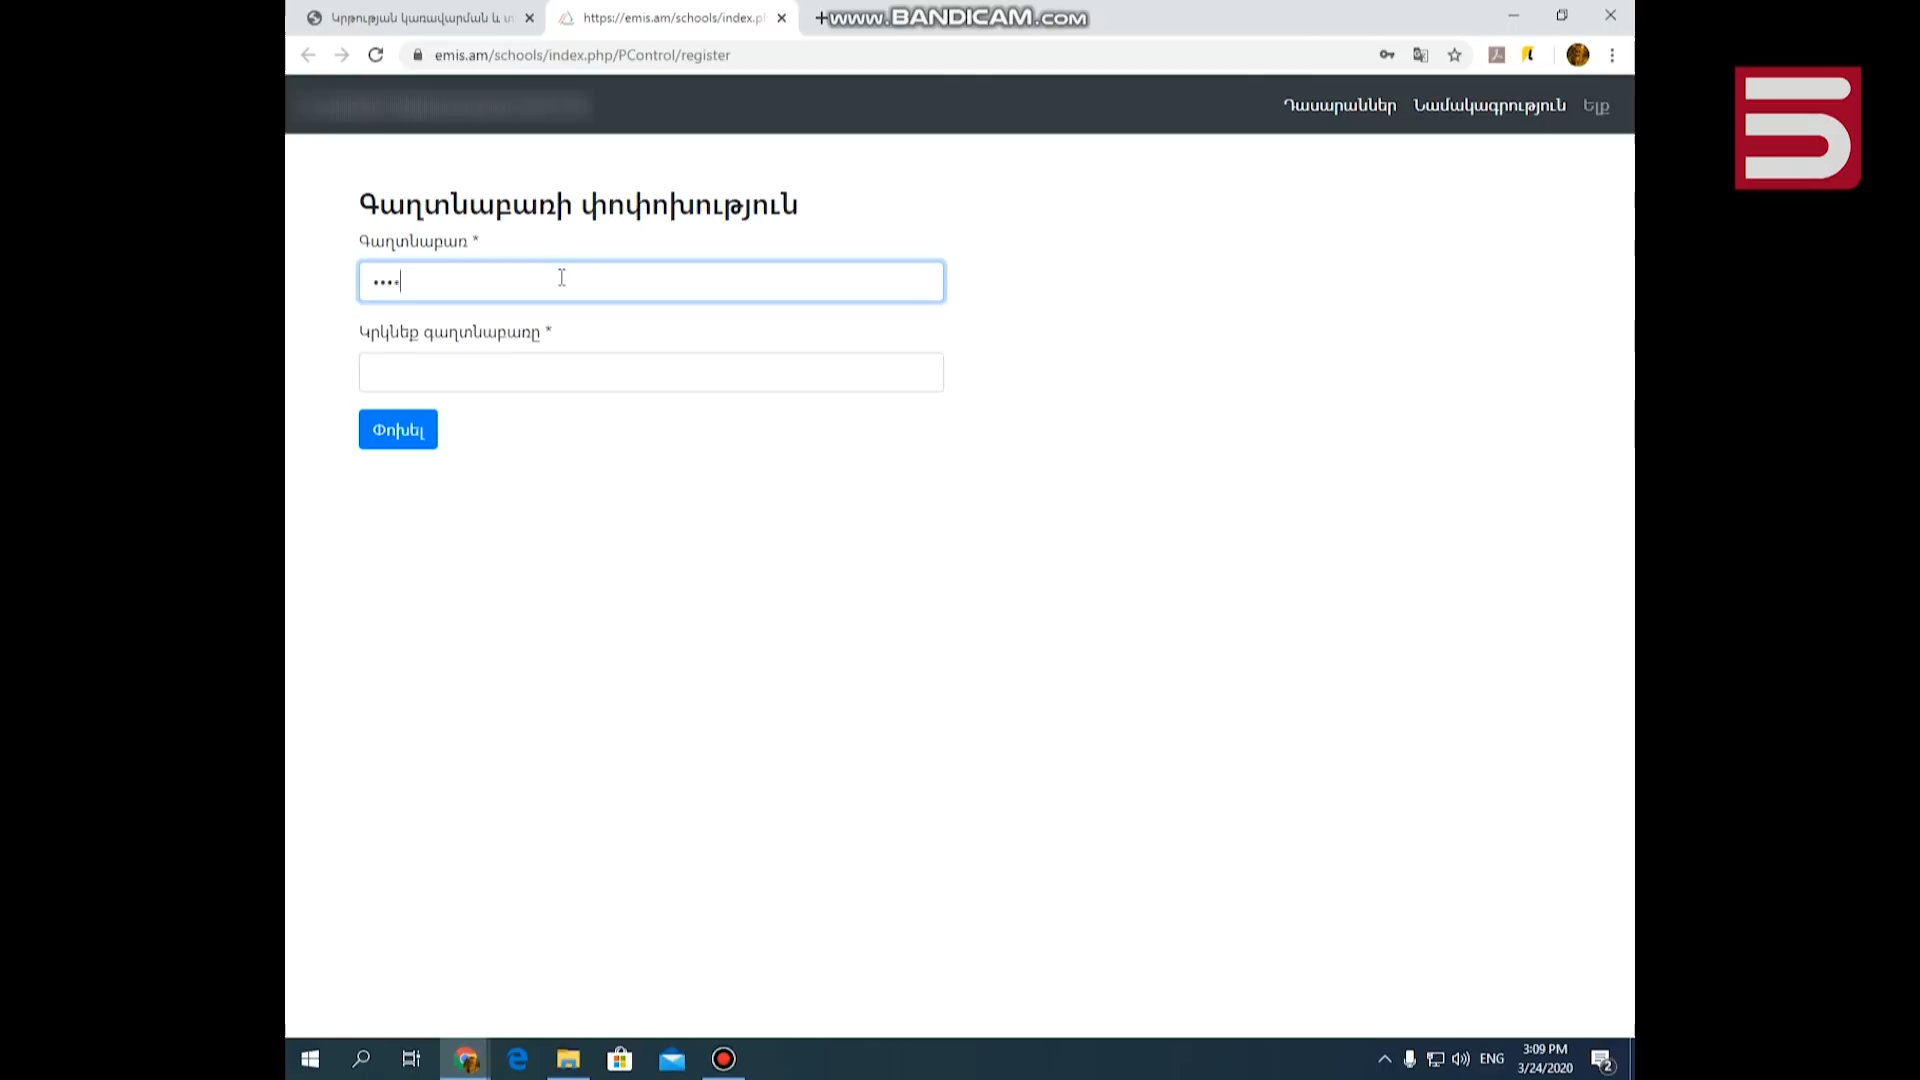 Կրթության կառավարման և տ
https://emis.am/schools/index.p
www.BANDICAM.com
emis.am/schools/index.php/PControl/register
Դասարաններ Նամակագրություն Ելք
Գաղտնաբառի փոփոխություն
Գաղտնաբառ *
Կրկնեք գաղտնաբառը *
Փոխել
ENG
3:09 PM
3/24/2020
2